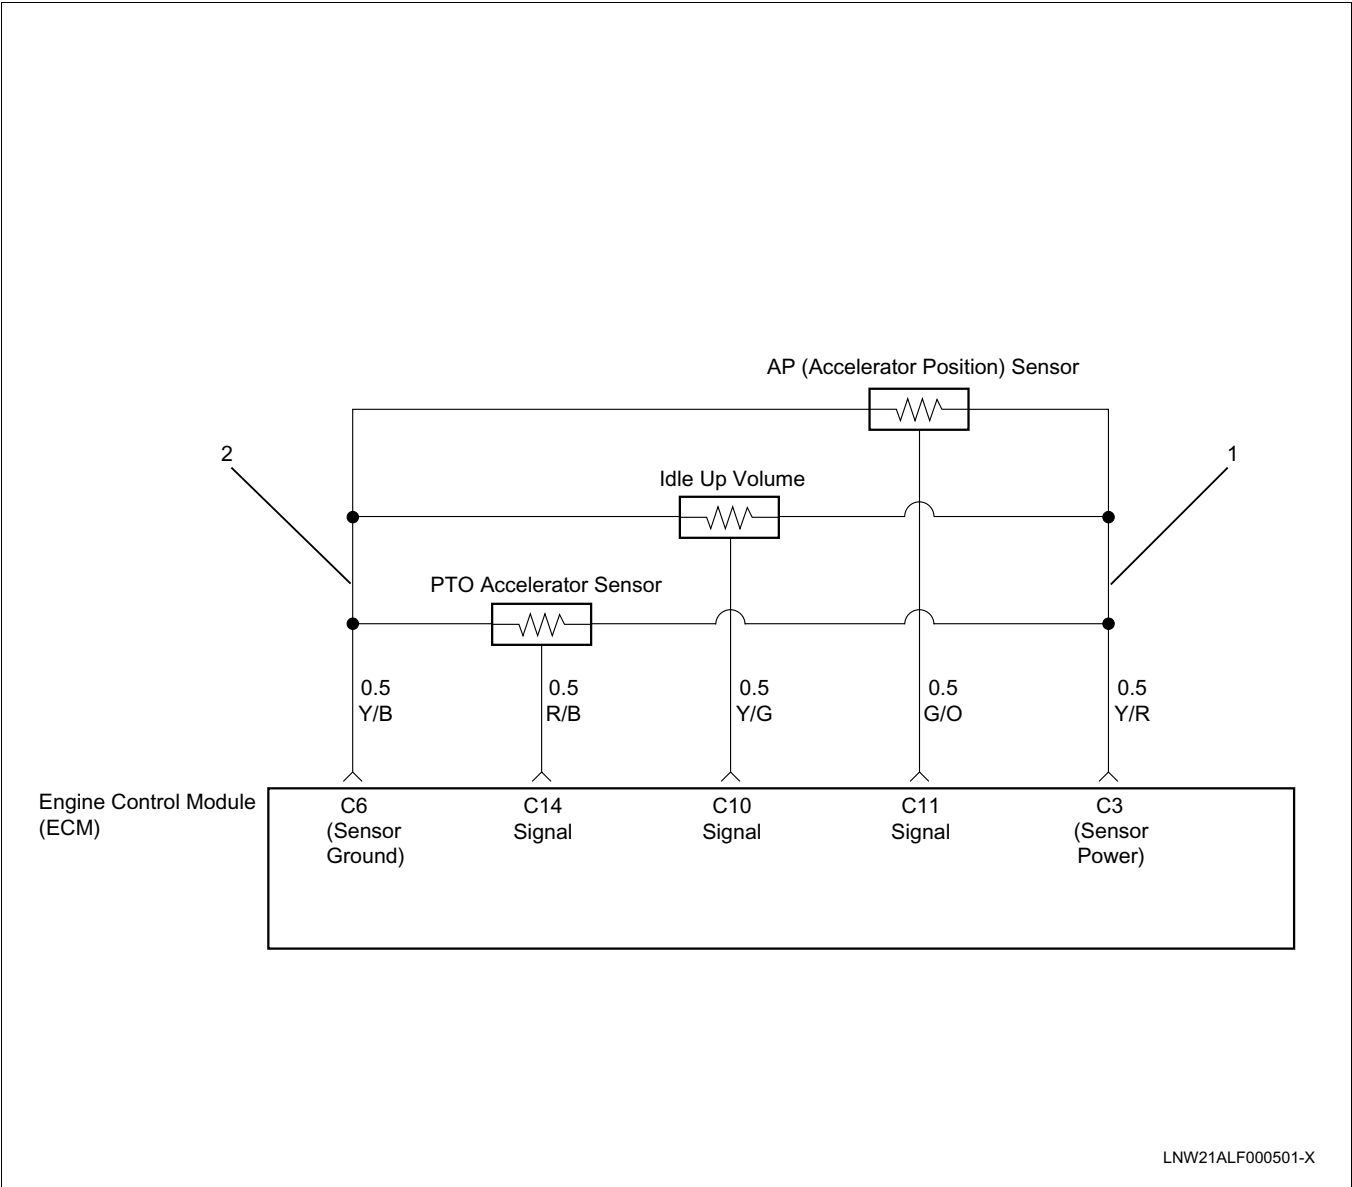 AP (Accelerator Position) Sensor
2
1
Idle Up Volume
PTO Accelerator Sensor
0.5
Y/B
0.5
R/B
0.5
Y/G
0.5
G/O
0.5
Y/R
Engine Control Module
(ECM)
C6
(Sensor
Ground)
C14
Signal
C10
Signal
C11
Signal
C3
(Sensor
Power)
LNW21ALF000501-X